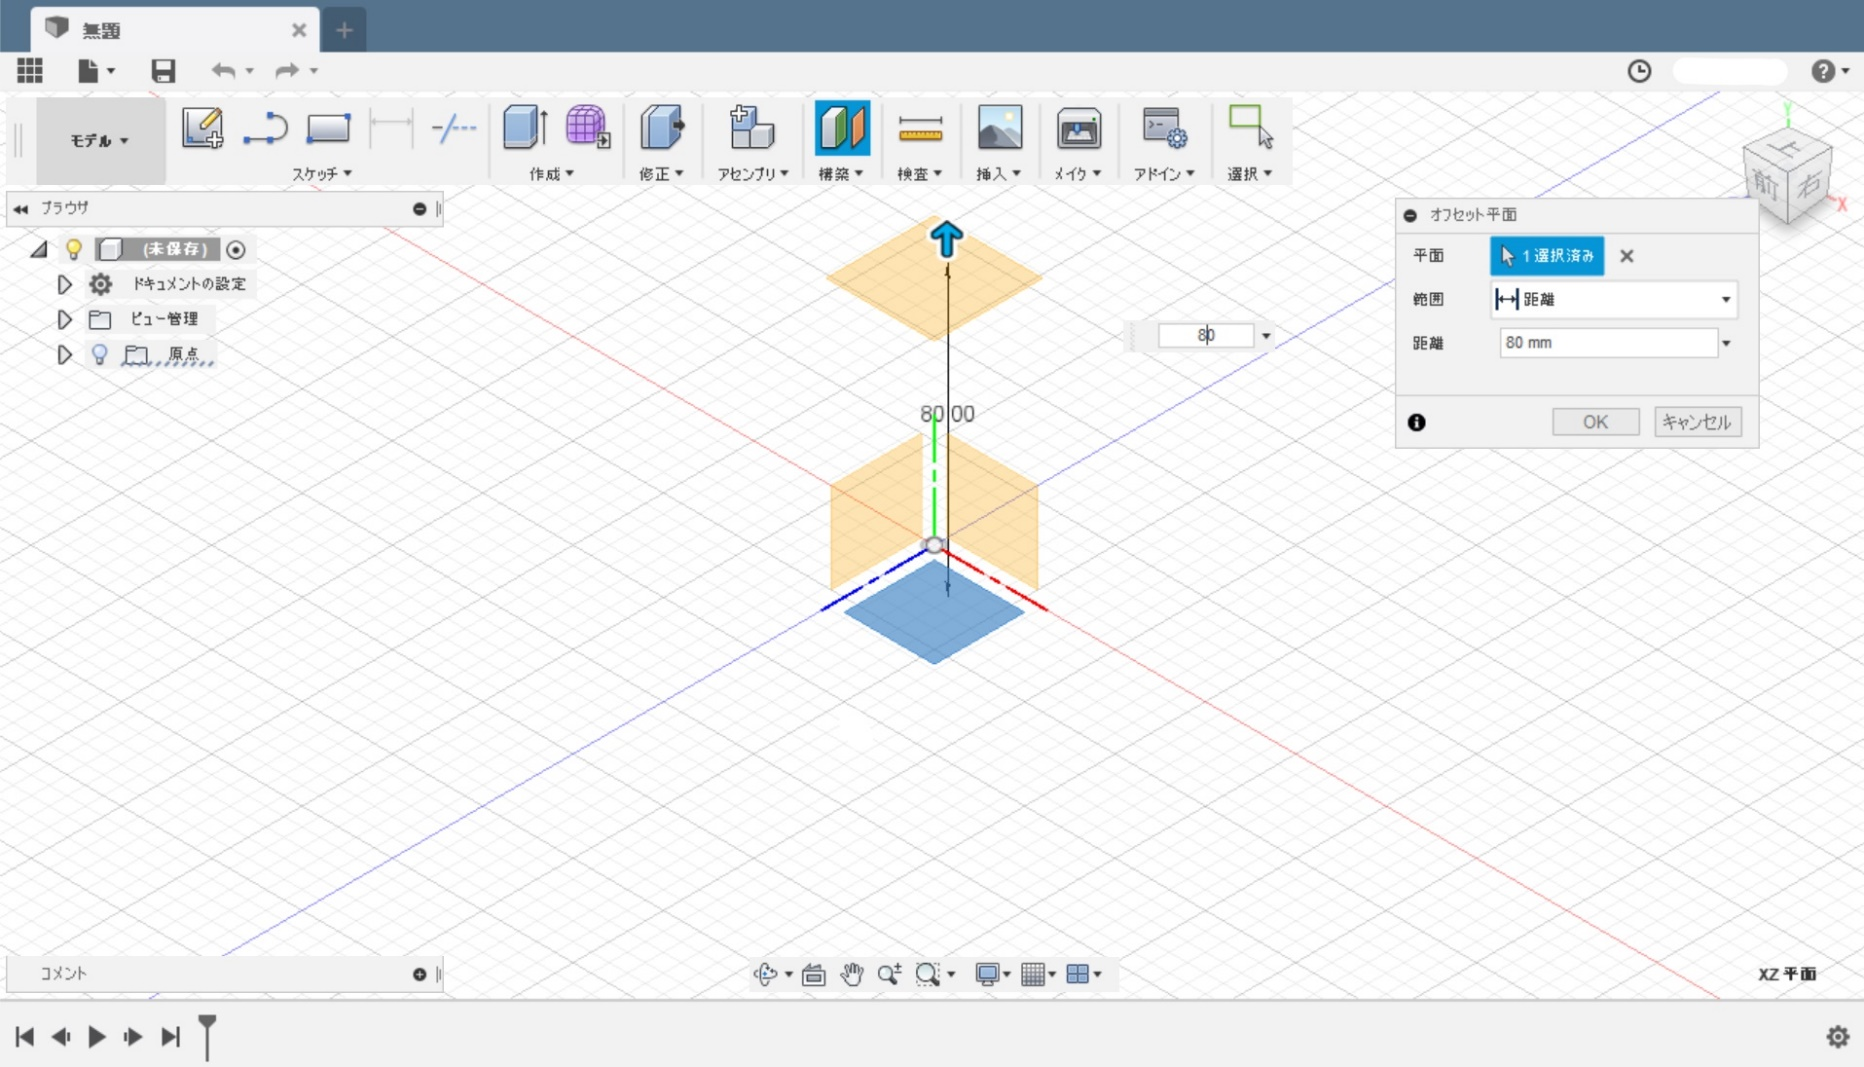 無題
モデル
スケッチ
作成
修正
アセンブリ
構築
検査
挿入
メイク
アドイン
選択
ブラウザ
(未保存)
ドキュメントの設定
ビュー管理
原点
オフセット平面
平面
1 選択済み
範囲
距離
距離
80 mm
OK
キャンセル
80
80.00
Y
上
前
右
X
コメント
XZ 平面